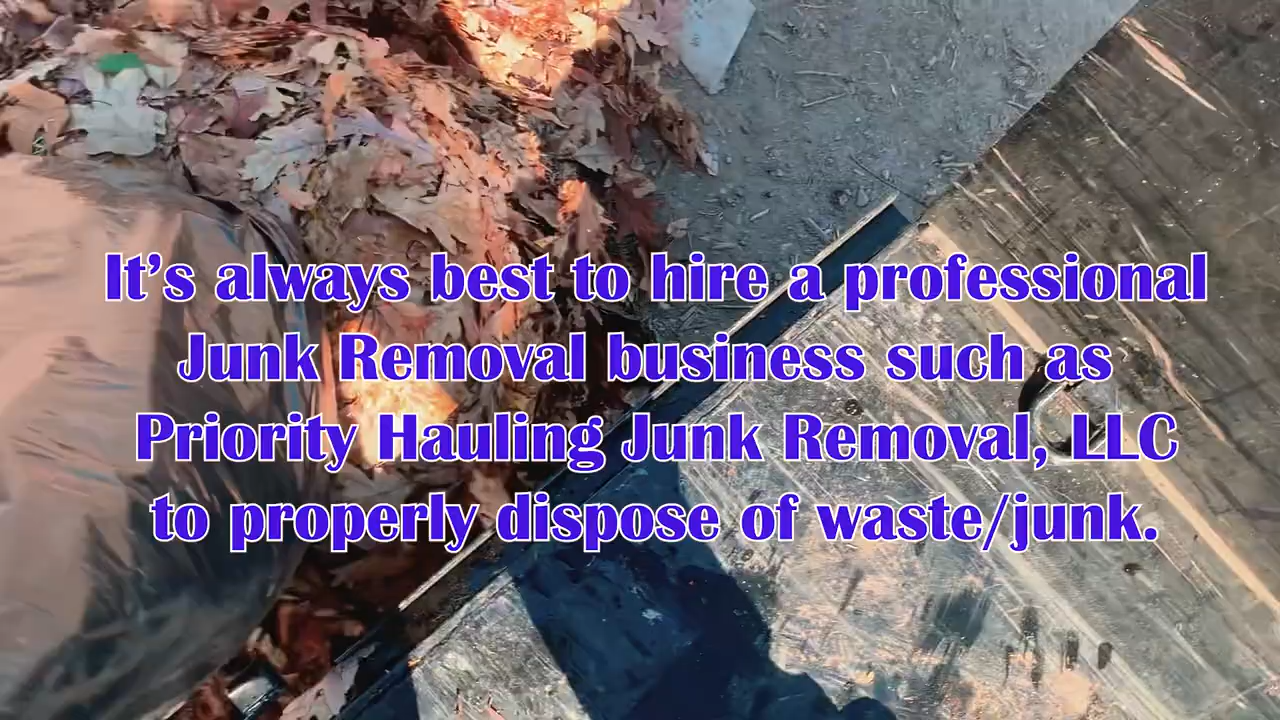 It’s always best to hire a professional
Junk Removal business such as
Priority Hauling Junk Removal, LLC
to properly dispose of waste/junk.